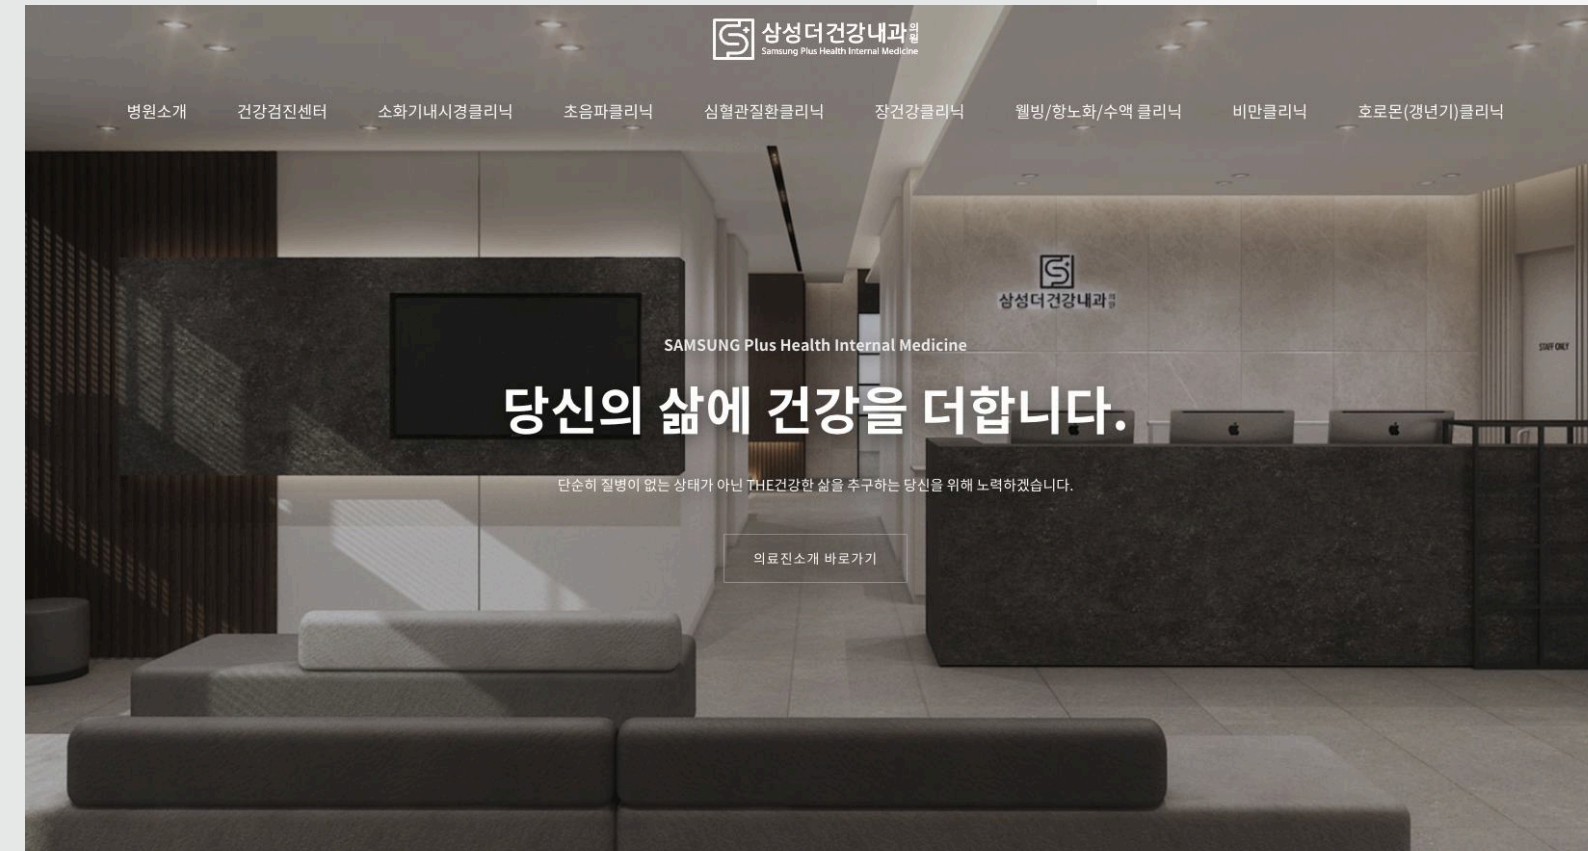 삼성더건강내과의원
Samsung Plus Health Internal Medicine
병원소개 건강검진센터 소화기내시경클리닉 초음파클리닉 심혈관질환클리닉 장건강클리닉 웰빙/항노화/수액 클리닉 비만클리닉 호로몬(갱년기)클리닉
삼성더건강내과의원
STAFF ONLY
SAMSUNG Plus Health Internal Medicine
당신의 삶에 건강을 더합니다.
단순히 질병이 없는 상태가 아닌 THE건강한 삶을 추구하는 당신을 위해 노력하겠습니다.
의료진소개 바로가기